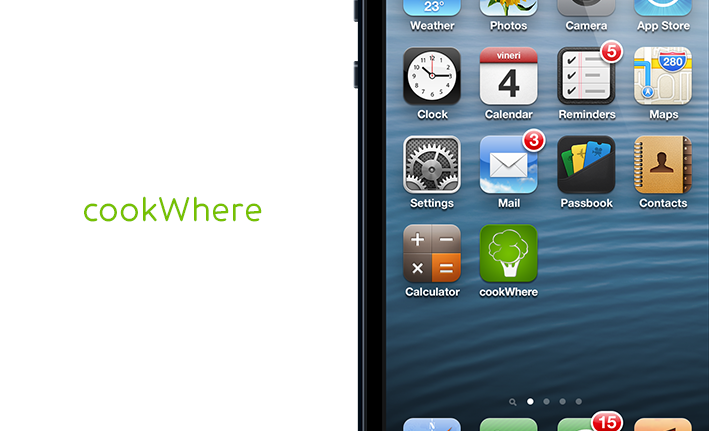 cookWhere
23°
Weather Photos Camera App Store
vineri 5 280
4
Clock Calendar Reminders Maps
3
Settings Mail Passbook Contacts
Calculator cookWhere
15